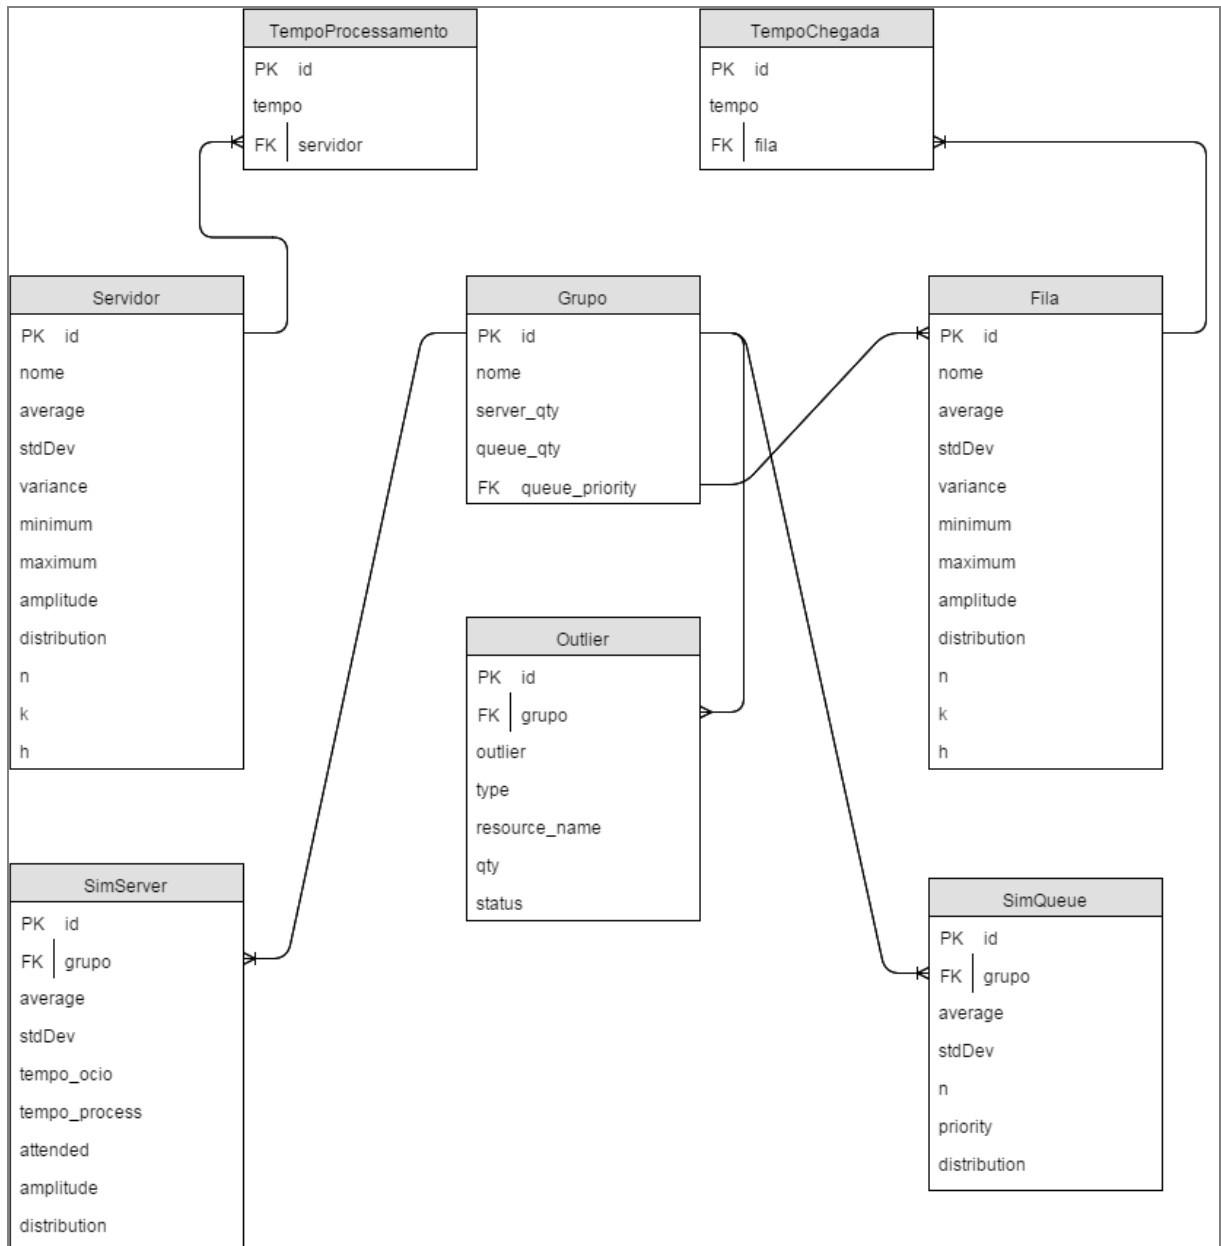 TempoProcessamento
PK id
tempo
FK servidor
TempoChegada
PK id
tempo
FK fila
Servidor
PK id
nome
average
stdDev
variance
minimum
maximum
amplitude
distribution
n
k
h
Grupo
PK id
nome
server_qty
queue_qty
FK queue_priority
Fila
PK id
nome
average
stdDev
variance
minimum
maximum
amplitude
distribution
n
k
h
Outlier
PK id
FK grupo
outlier
type
resource_name
qty
status
SimServer
PK id
FK grupo
average
stdDev
tempo_ocio
tempo_process
attended
amplitude
distribution
SimQueue
PK id
FK grupo
average
stdDev
n
priority
distribution